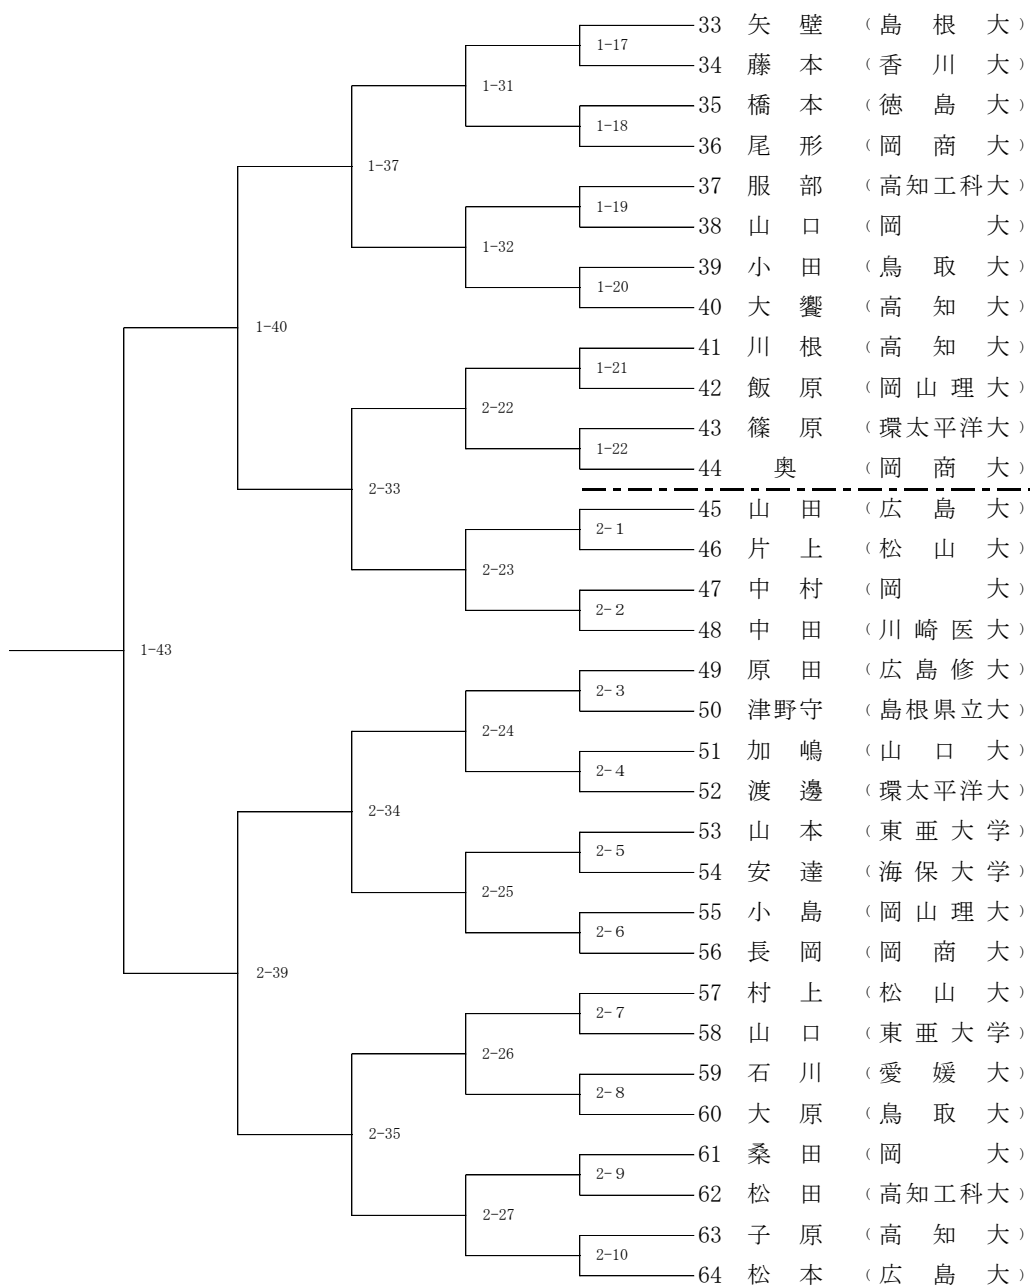 33 矢 壁 (島 根 大)
1-17
34 藤 本 (香 川 大)
1-31
35 橋 本 (徳 島 大)
1-18
36 尾 形 (岡 商 大)
1-37
37 服 部 (高知工科大)
1-19
38 山 口 (岡 大)
1-32
39 小 田 (鳥 取 大)
1-20
40 大 饗 (高 知 大)
1-40
41 川 根 (高 知 大)
1-21
42 飯 原 (岡 山 理 大)
2-22
43 篠 原 (環太平洋大)
1-22
44 奥 (岡 商 大)
2-33
45 山 田 (広 島 大)
2-1
46 片 上 (松 山 大)
2-23
47 中 村 (岡 大)
2-2
48 中 田 (川 崎 医 大)
1-43
49 原 田 (広 島 修 大)
2-3
50 津野守 (島根県立大)
2-24
51 加 嶋 (山 口 大)
2-4
52 渡 邊 (環太平洋大)
2-34
53 山 本 (東 亜 大 学)
2-5
54 安 達 (海 保 大 学)
2-25
55 小 島 (岡 山 理 大)
2-6
56 長 岡 (岡 商 大)
2-39
57 村 上 (松 山 大)
2-7
58 山 口 (東 亜 大 学)
2-26
59 石 川 (愛 媛 大)
2-8
60 大 原 (鳥 取 大)
2-35
61 桑 田 (岡 大)
2-9
62 松 田 (高知工科大)
2-27
63 子 原 (高 知 大)
2-10
64 松 本 (広 島 大)